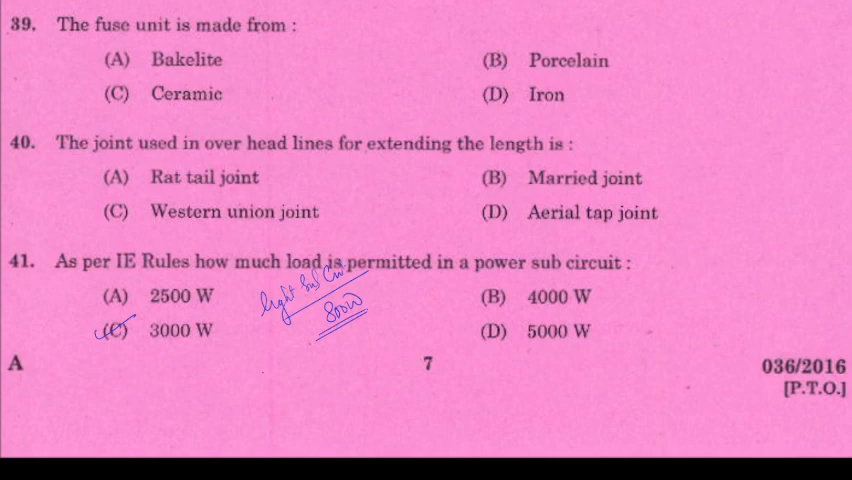 39. The fuse unit is made from :
(A) Bakelite (B) Porcelain
(C) Ceramic (D) Iron
40. The joint used in over head lines for extending the length is :
(A) Rat tail joint (B) Married joint
(C) Western union joint (D) Aerial tap joint
41. As per IE Rules how much load is permitted in a power sub circuit :
light Sub
(A) 2500 W (B) 4000 W
800W
(C) 3000 W (D) 5000 W
A 7 036/2016
[P.T.O.]